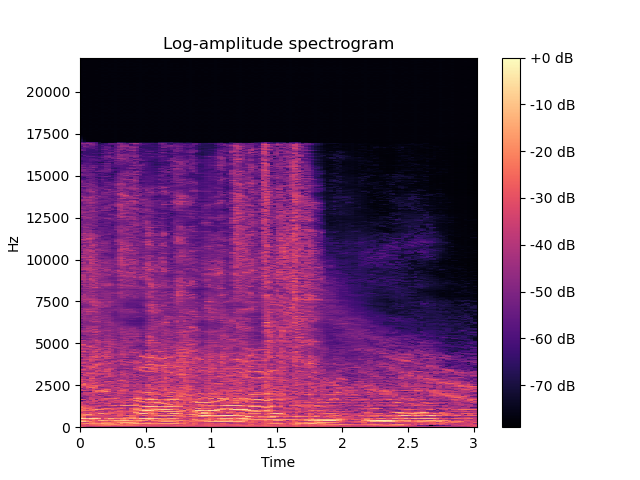 Log-amplitude spectrogram
20000
17500
15000
12500
10000
7500
5000
2500
0
Hz
0
0.5
1
1.5
2
2.5
3
Time
+0 dB
-10 dB
-20 dB
-30 dB
-40 dB
-50 dB
-60 dB
-70 dB